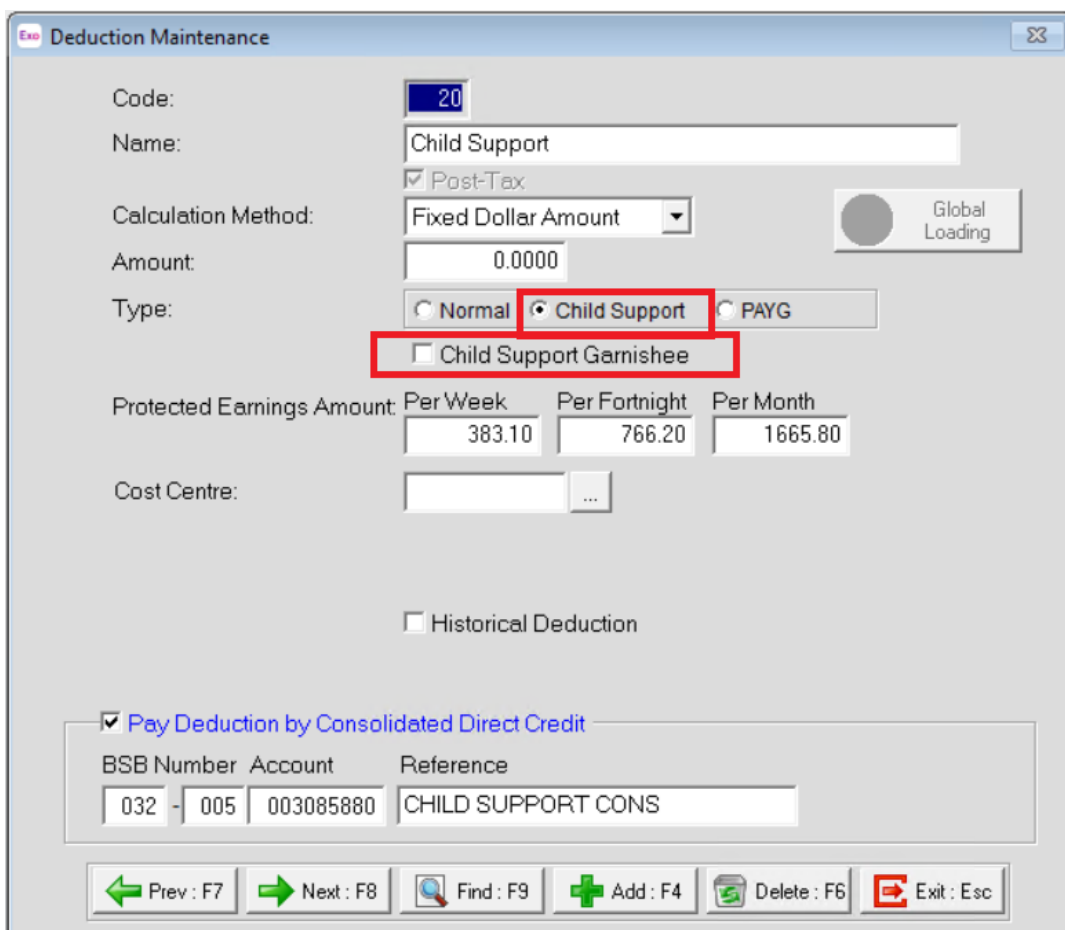 Exo Deduction Maintenance
Code: 20
Name: Child Support
Post-Tax
Calculation Method: Fixed Dollar Amount
Global Loading
Amount: 0.0000
Type: Normal Child Support PAYG
Child Support Garnishee
Per Week Per Fortnight Per Month
Protected Earnings Amount: 383.10 766.20 1665.80
Cost Centre: ...
Historical Deduction
Pay Deduction by Consolidated Direct Credit
BSB Number Account Reference
032 - 005 003085880 CHILD SUPPORT CONS
Prev : F7 Next : F8 Find : F9 Add : F4 Delete : F6 Exit : Esc